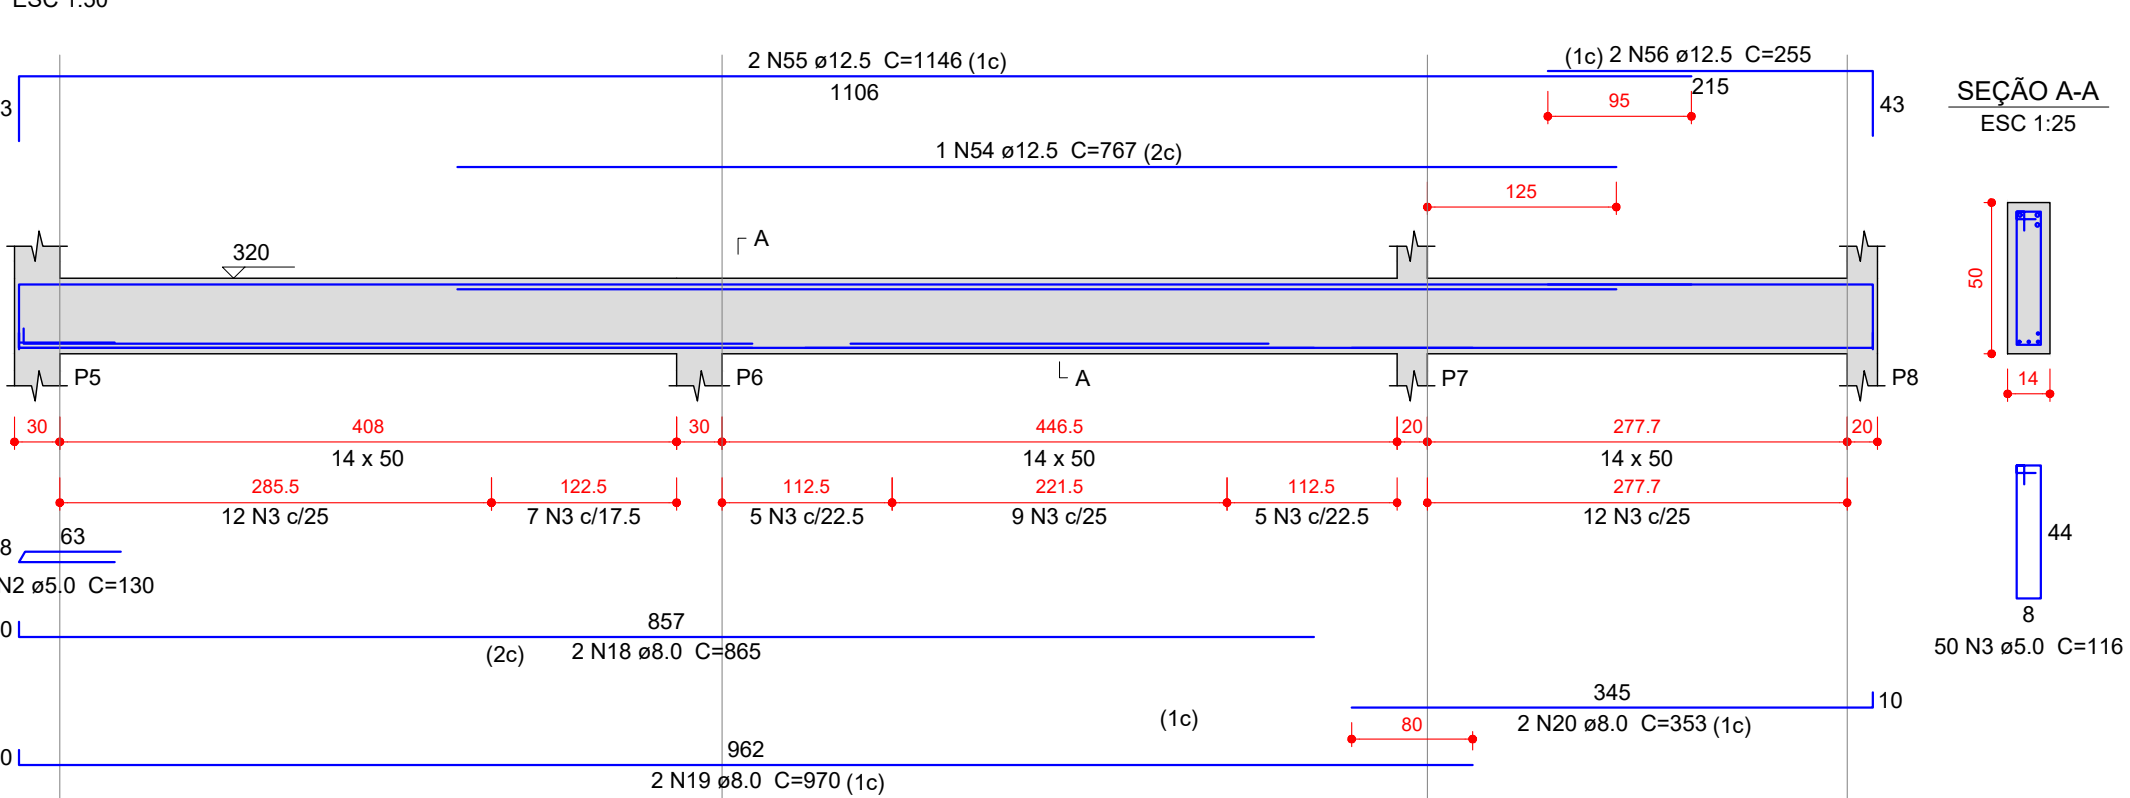 ESC 1:50
2 N55 ø12.5 C=1146 (1c)
1106
(1c) 2 N56 ø12.5 C=255
215
95
3
43
SEÇÃO A-A
ESC 1:25
1 N54 ø12.5 C=767 (2c)
125
A
320
50
14
P5
P6
A
P7
P8
30
408
30
446.5
20
277.7
20
14 x 50
14 x 50
14 x 50
285.5
122.5
112.5
221.5
112.5
277.7
12 N3 c/25
7 N3 c/17.5
5 N3 c/22.5
9 N3 c/25
5 N3 c/22.5
12 N3 c/25
8
63
N2 ø5.0 C=130
44
8
50 N3 ø5.0 C=116
0
857
(2c) 2 N18 ø8.0 C=865
345
10
(1c)
2 N20 ø8.0 C=353 (1c)
80
0
962
2 N19 ø8.0 C=970 (1c)